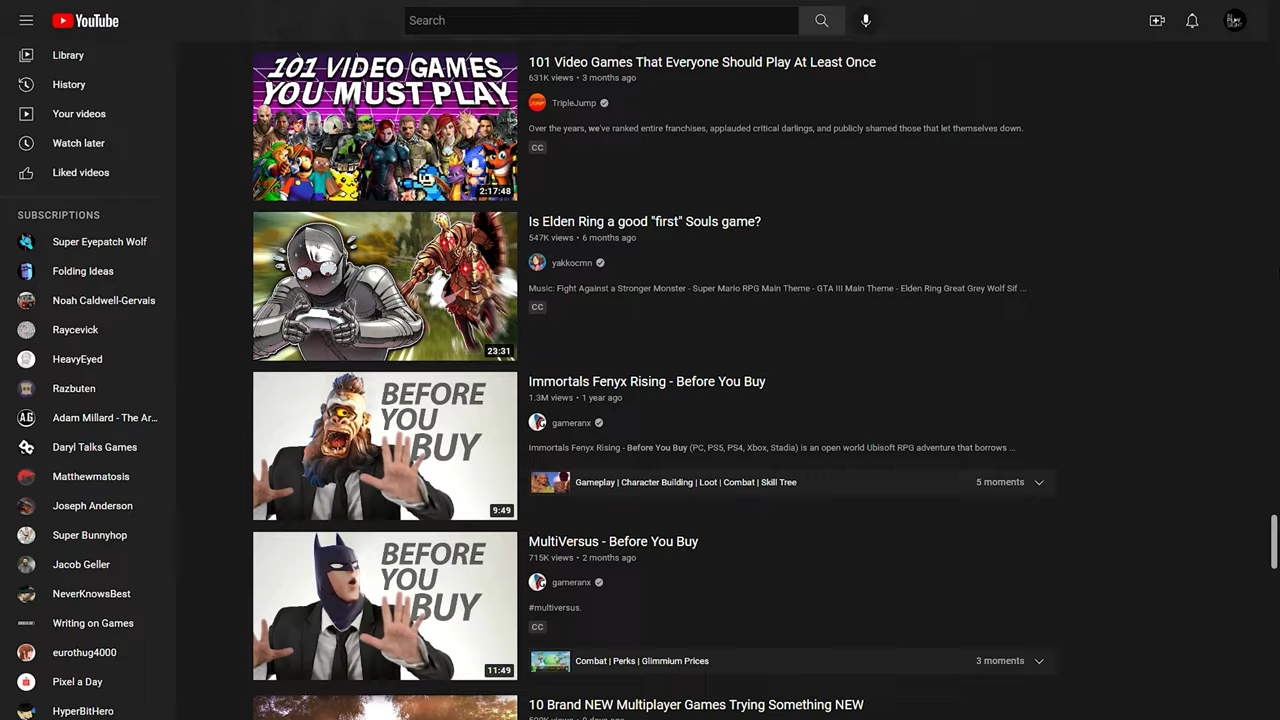 YouTube
Search
Library
History
Your videos
Watch later
Liked videos
SUBSCRIPTIONS
Super Eyepatch Wolf
Folding Ideas
Noah Caldwell-Gervais
Raycevick
HeavyEyed
Razbuten
Adam Millard - The Ar...
A.G
Daryl Talks Games
Matthewmatosis
Joseph Anderson
Super Bunnyhop
Jacob Geller
NeverKnowsBest
Writing on Games
eurothug4000
Pixel a Day
HyperBitHero
101 VIDEO GAMES
YOU MUST PLAY
2:17:48
101 Video Games That Everyone Should Play At Least Once
631K views • 3 months ago
TripleJump
Over the years, we've ranked entire franchises, applauded critical darlings, and publicly shamed those that let themselves down.
CC
23:31
Is Elden Ring a good "first" Souls game?
547K views • 6 months ago
yakkocmn
Music: Fight Against a Stronger Monster - Super Mario RPG Main Theme - GTA III Main Theme - Elden Ring Great Grey Wolf Sif ...
CC
BEFORE
YOU
BUY
9:49
Immortals Fenyx Rising - Before You Buy
1.3M views • 1 year ago
gameranx
Immortals Fenyx Rising - Before You Buy (PC, PS5, PS4, Xbox, Stadia) is an open world Ubisoft RPG adventure that borrows ...
Gameplay | Character Building | Loot | Combat | Skill Tree
5 moments
BEFORE
YOU
BUY
11:49
MultiVersus - Before You Buy
715K views • 2 months ago
gameranx
#multiversus.
CC
Combat | Perks | Glimmium Prices
3 moments
10 Brand NEW Multiplayer Games Trying Something NEW